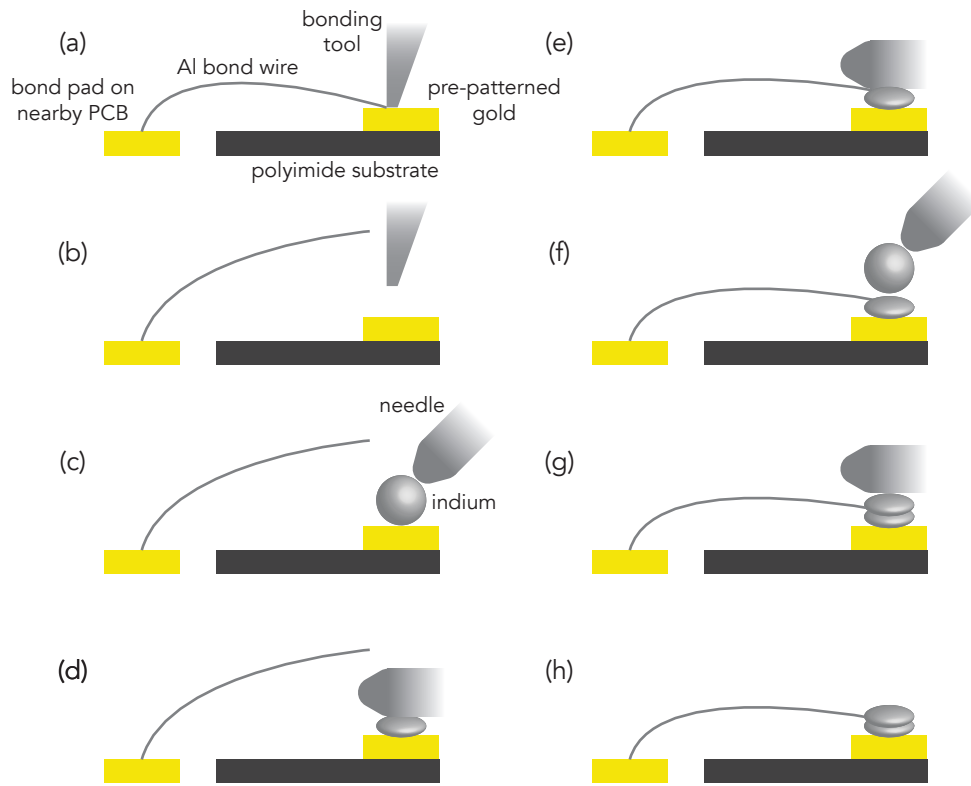 (a)
bonding
tool
Al bond wire
bond pad on
nearby PCB
pre-patterned
gold
polyimide substrate
(b)
(c)
needle
indium
(d)
(e)
(f)
(g)
(h)